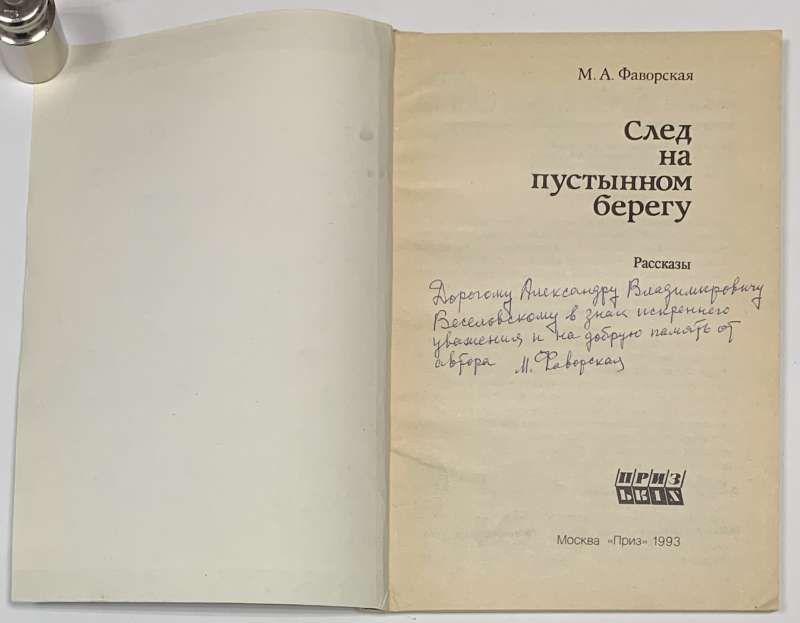 М. А. Фаворская
След
на
пустынном
берегу
Рассказы
Дорогому Александру Владимировичу
Веселовскому в знак искреннего
уважения и на добрую память от
автора М. Фаворская
ПРИЗ
Москва «Приз» 1993